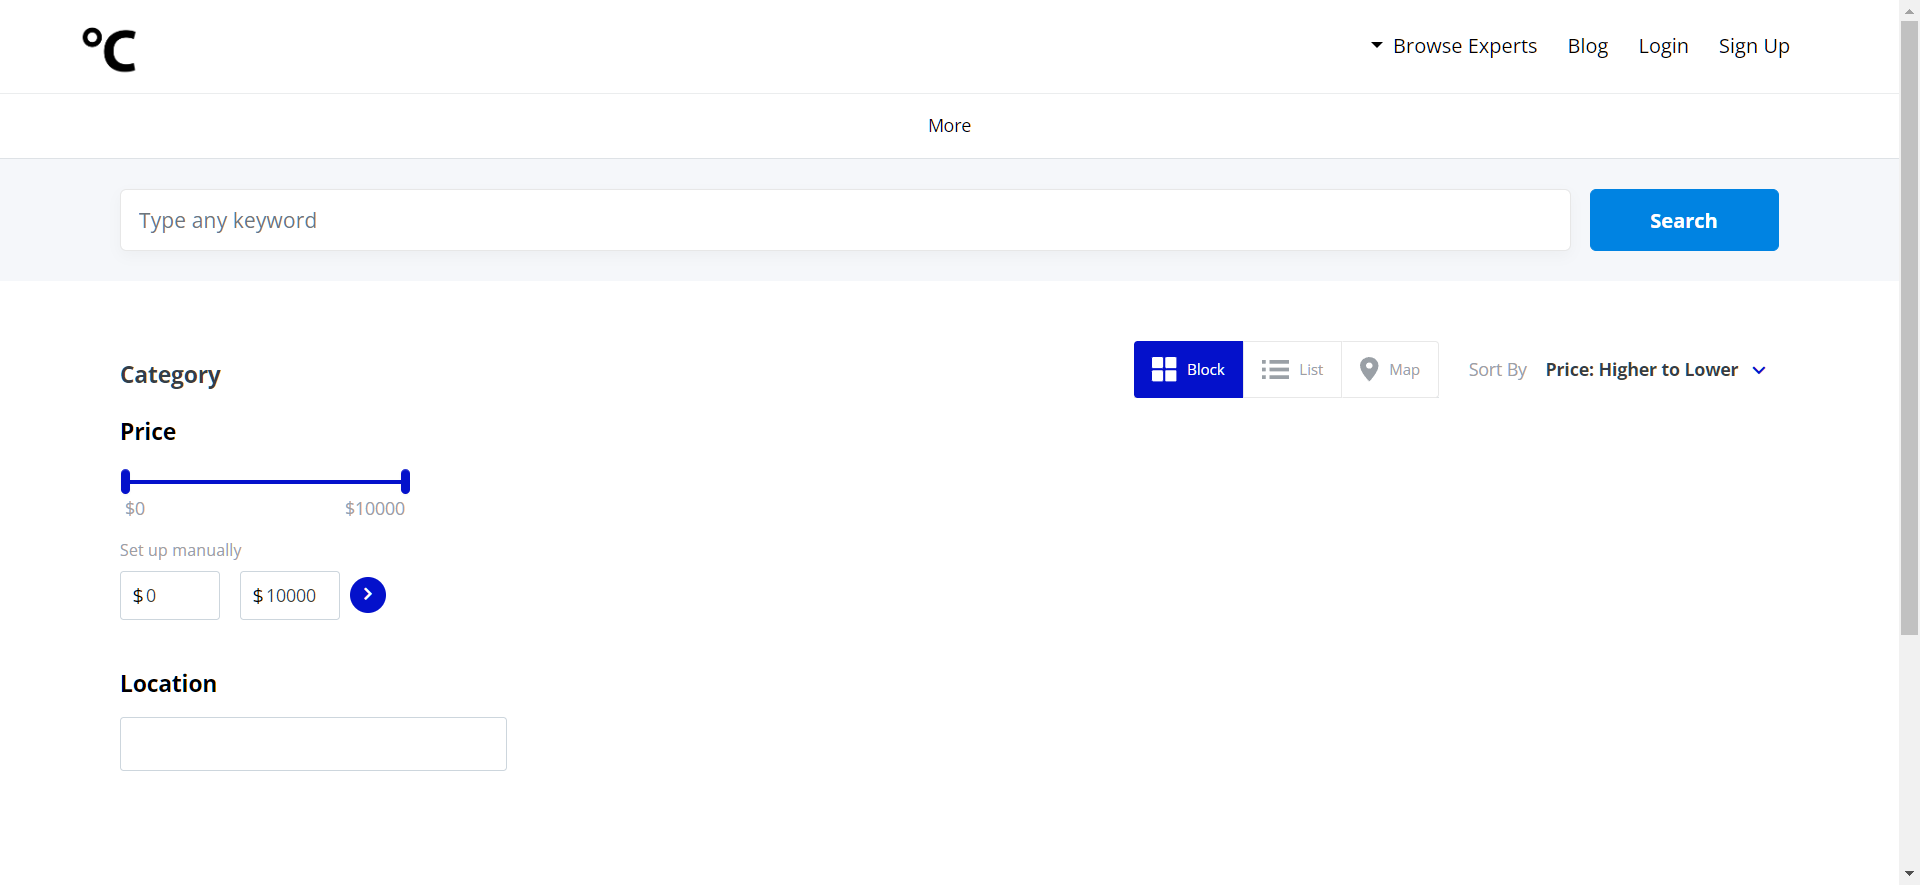 °C
Browse Experts Blog Login Sign Up
More
Type any keyword
Search
Category
Block List Map Sort By Price: Higher to Lower
Price
$0 $10000
Set up manually
$ 0 $ 10000
Location